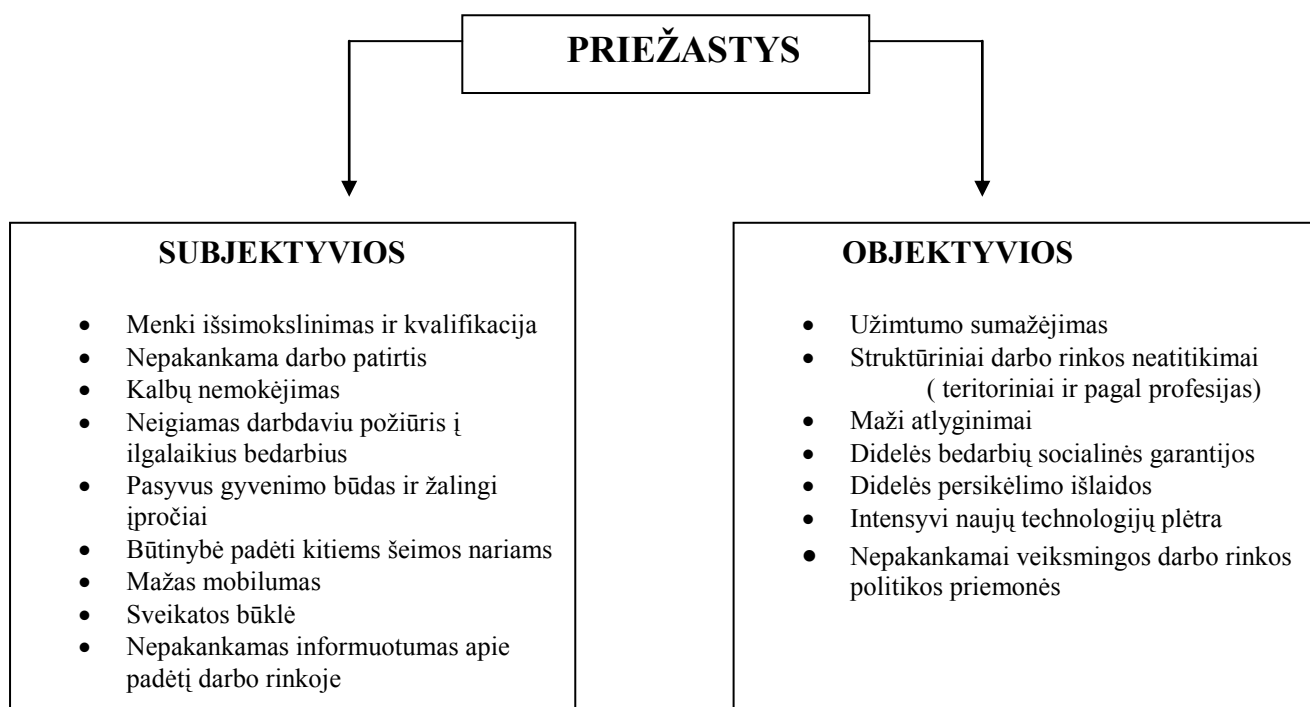 PRIEŽASTYS
SUBJEKTYVIOS
• Menki išsimokslinimas ir kvalifikacija
• Nepakankama darbo patirtis
• Kalbų nemokėjimas
• Neigiamas darbdaviu požiūris į
ilgalaikius bedarbius
• Pasyvus gyvenimo būdas ir žalingi
įpročiai
• Būtinybė padėti kitiems šeimos nariams
• Mažas mobilumas
• Sveikatos būklė
• Nepakankamas informuotumas apie
padėtį darbo rinkoje
OBJEKTYVIOS
• Užimtumo sumažėjimas
• Struktūriniai darbo rinkos neatitikimai
( teritoriniai ir pagal profesijas)
• Maži atlyginimai
• Didelės bedarbių socialinės garantijos
• Didelės persikėlimo išlaidos
• Intensyvi naujų technologijų plėtra
• Nepakankamai veiksmingos darbo rinkos
politikos priemonės